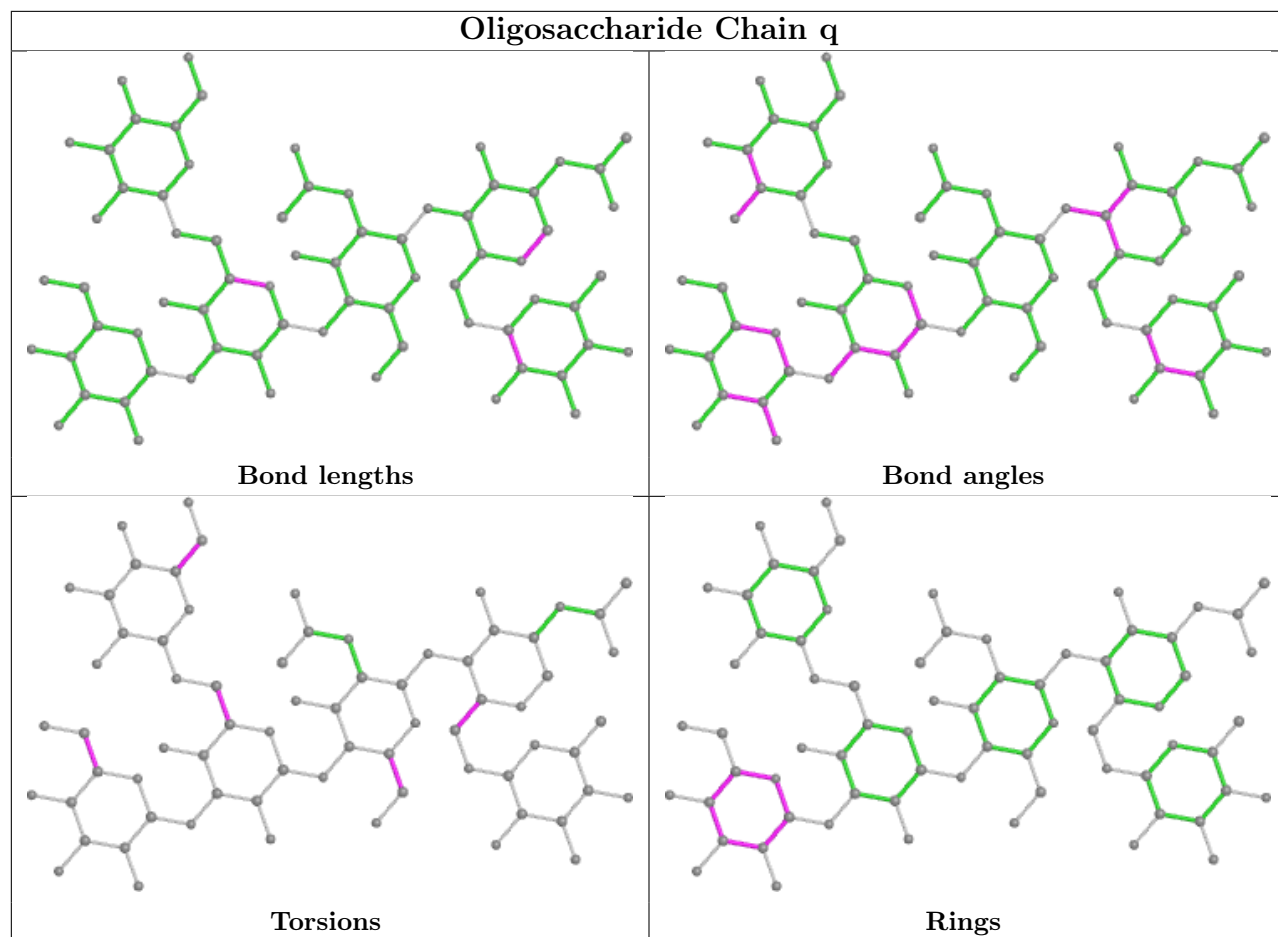 Oligosaccharide Chain q
Bond lengths
Bond angles
Torsions
Rings